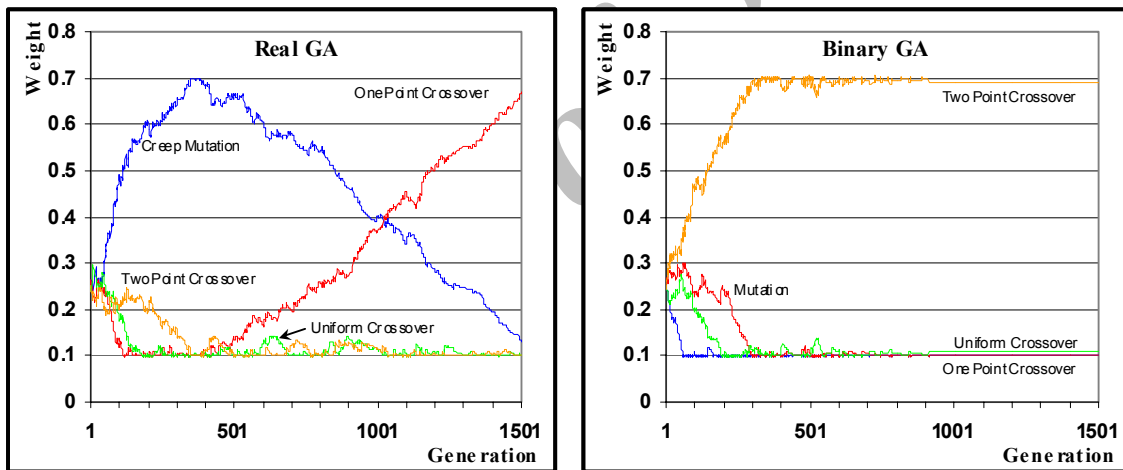 Real GA
Weight
0.8
0.7
0.6
0.5
0.4
0.3
0.2
0.1
0
One Point Crossover
Creep Mutation
Two Point Crossover
Uniform Crossover
1
501
1001
1501
Generation
Binary GA
Weight
0.8
0.7
0.6
0.5
0.4
0.3
0.2
0.1
0
Two Point Crossover
Mutation
Uniform Crossover
One Point Crossover
1
501
1001
1501
Generation